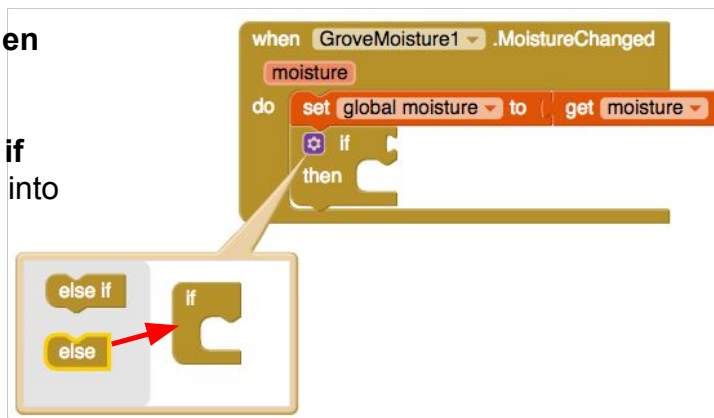 en
if
into
when GroveMoisture1 .MoistureChanged
moisture
do set global moisture to get moisture
if
then
else if
if
else